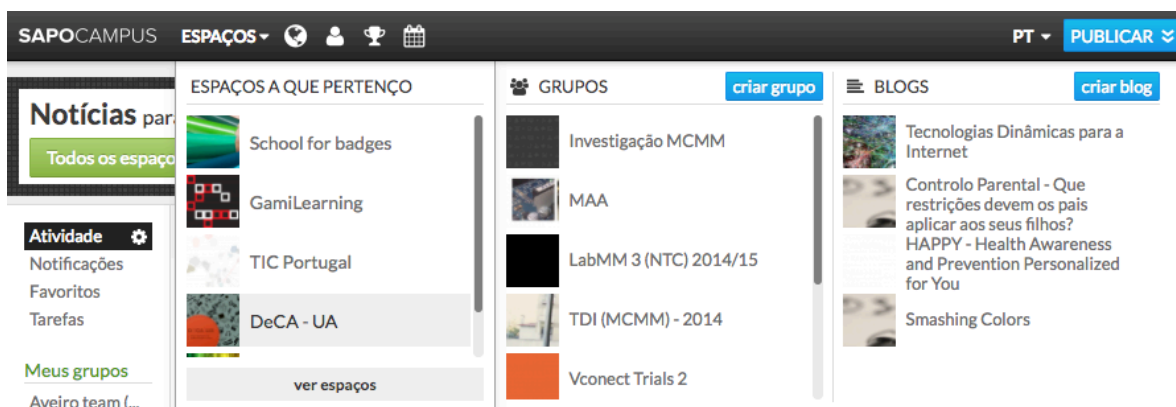 SAPOCAMPUS ESPAÇOS PT PUBLICAR
Notícias para
Todos os espaço
Atividade
Notificações
Favoritos
Tarefas
Meus grupos
Aveiro team (...
ESPAÇOS A QUE PERTENÇO
School for badges
GamiLearning
TIC Portugal
DeCA - UA
ver espaços
GRUPOS criar grupo
Investigação MCMM
MAA
LabMM 3 (NTC) 2014/15
TDI (MCMM) - 2014
Vconect Trials 2
BLOGS criar blog
Tecnologias Dinâmicas para a
Internet
Controlo Parental - Que
restrições devem os pais
aplicar aos seus filhos?
HAPPY - Health Awareness
and Prevention Personalized
for You
Smashing Colors